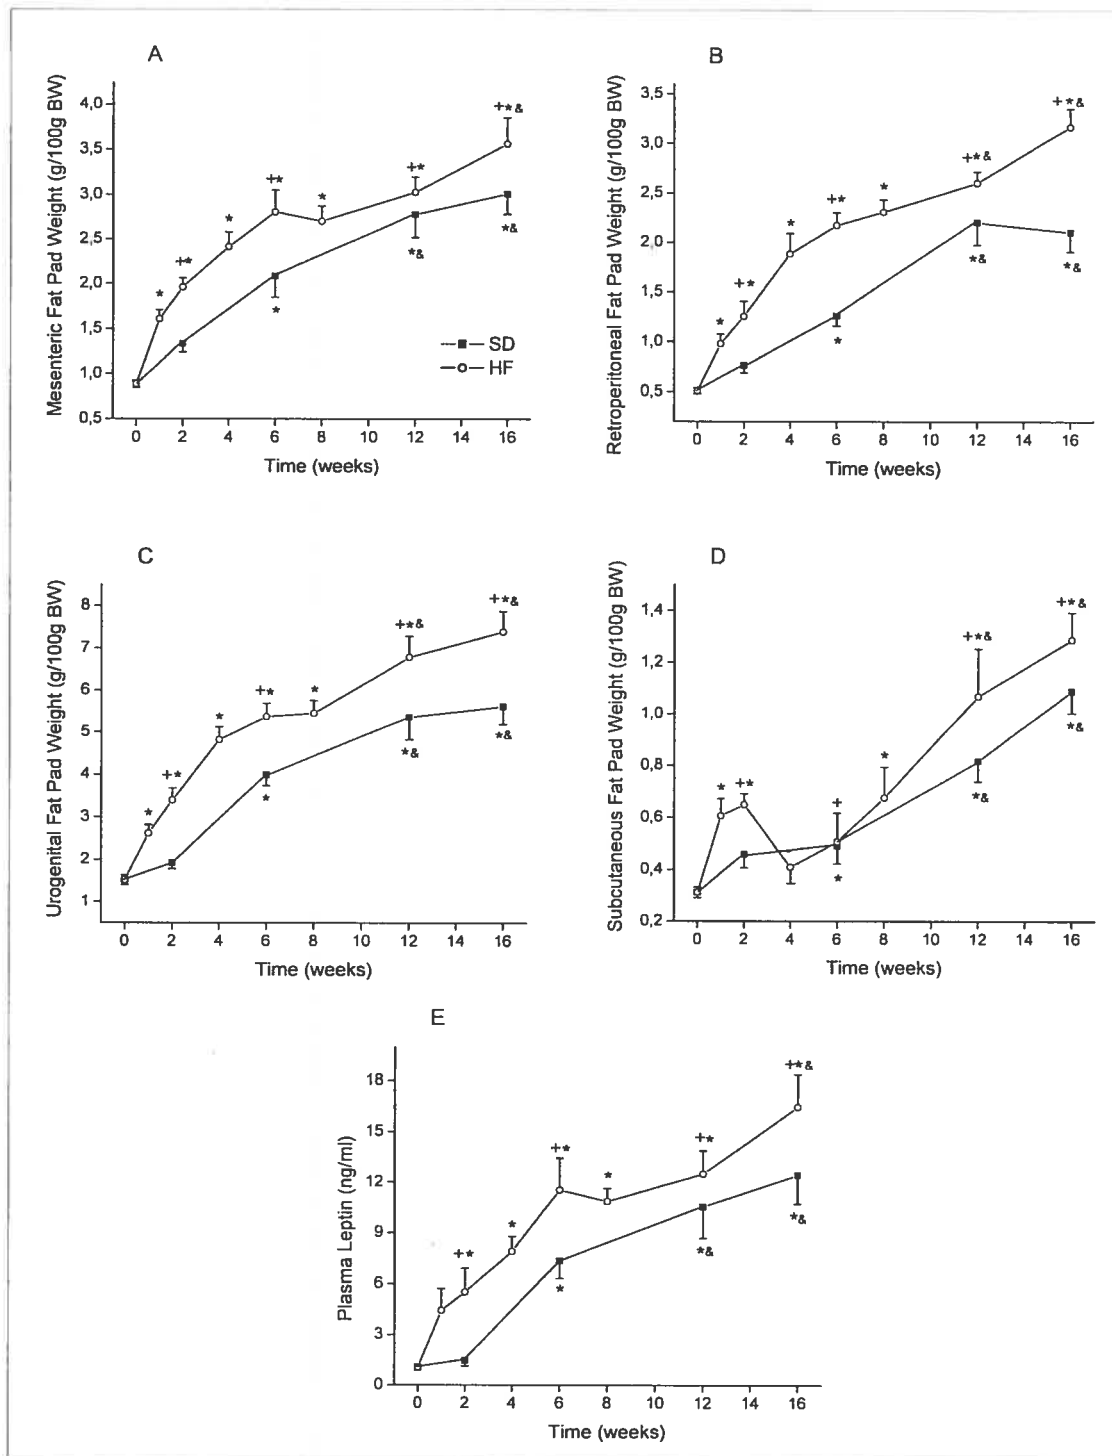 A
Mesenteric Fat Pad Weight (g/100g BW)
4,0
3,5
3,0
2,5
2,0
1,5
1,0
0,5
* +* * +* * +* +*&
* *& *&
SD
HF
0 2 4 6 8 10 12 14 16
Time (weeks)
B
Retroperitoneal Fat Pad Weight (g/100g BW)
3,5
3,0
2,5
2,0
1,5
1,0
0,5
* +* * +* * +*& +*&
* *& *&
0 2 4 6 8 10 12 14 16
Time (weeks)
C
Urogenital Fat Pad Weight (g/100g BW)
8
7
6
5
4
3
2
1
* +* * +* * +*& +*&
* *& *&
0 2 4 6 8 10 12 14 16
Time (weeks)
D
Subcutaneous Fat Pad Weight (g/100g BW)
1,4
1,2
1,0
0,8
0,6
0,4
0,2
* +* + * +*& +*&
* *& *&
0 2 4 6 8 10 12 14 16
Time (weeks)
E
Plasma Leptin (ng/ml)
18
15
12
9
6
3
0
+* * +* * +* +*&
* *& *&
0 2 4 6 8 10 12 14 16
Time (weeks)